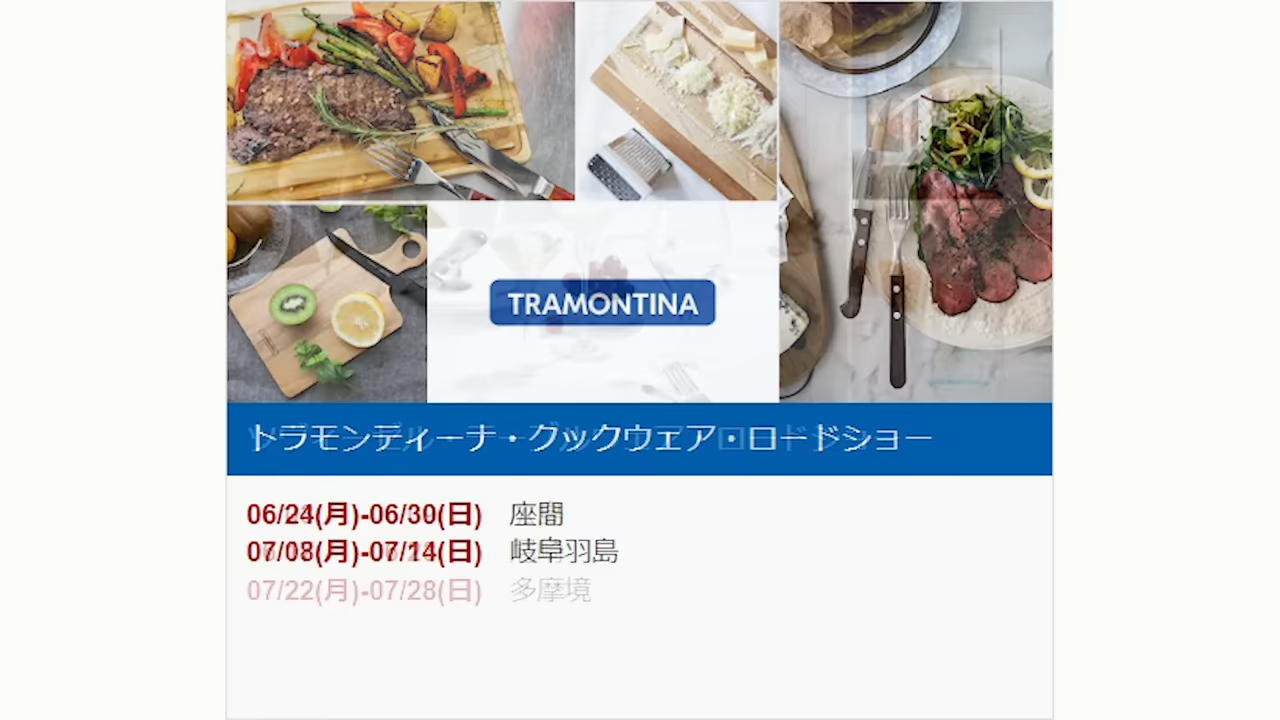 TRAMONTINA
トラモンティーナ・クックウェア・ロードショー
06/24(月)-06/30(日) 座間
07/08(月)-07/14(日) 岐阜羽島
07/22(月)-07/28(日) 多摩境